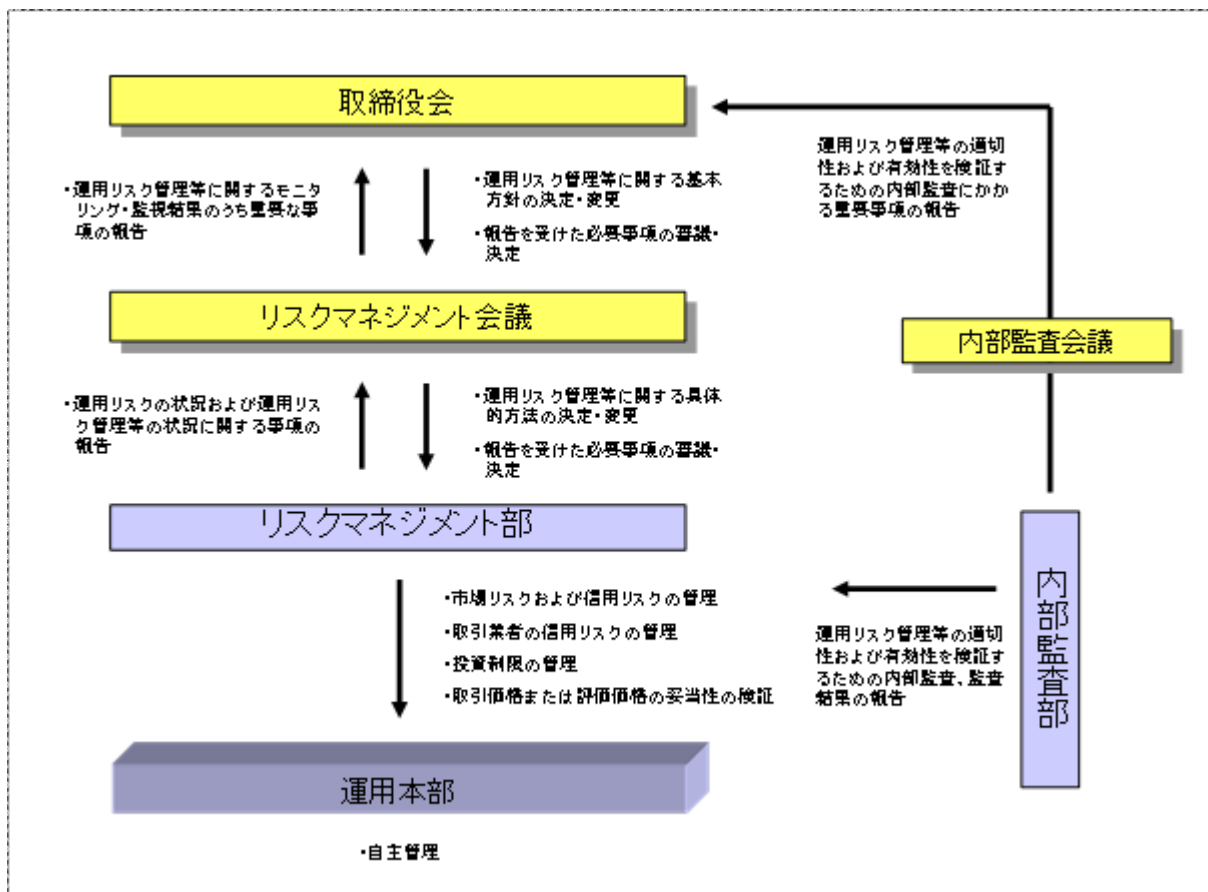 取締役会
・運用リスク管理等に関するモニ
タリング・監視結果のうち重要な事
項の報告
・運用リスク管理等に関する基本
方針の決定・変更
・報告を受けた必要事項の審議・
決定
運用リスク管理等の適切
性および有効性を検証す
るための内部監査にかか
る重要事項の報告
リスクマネジメント会議
内部監査会議
・運用リスクの状況および運用リス
ク管理等の状況に関する事項の
報告
・運用リスク管理等に関する具体
的方法の決定・変更
・報告を受けた必要事項の審議・
決定
リスクマネジメント部
内部監査部
・市場リスクおよび信用リスクの管理
・取引業者の信用リスクの管理
・投資制限の管理
・取引価格または評価価格の妥当性の検証
運用リスク管理等の適
切性および有効性を検証す
るための内部監査、監査
結果の報告
運用本部
・自主管理